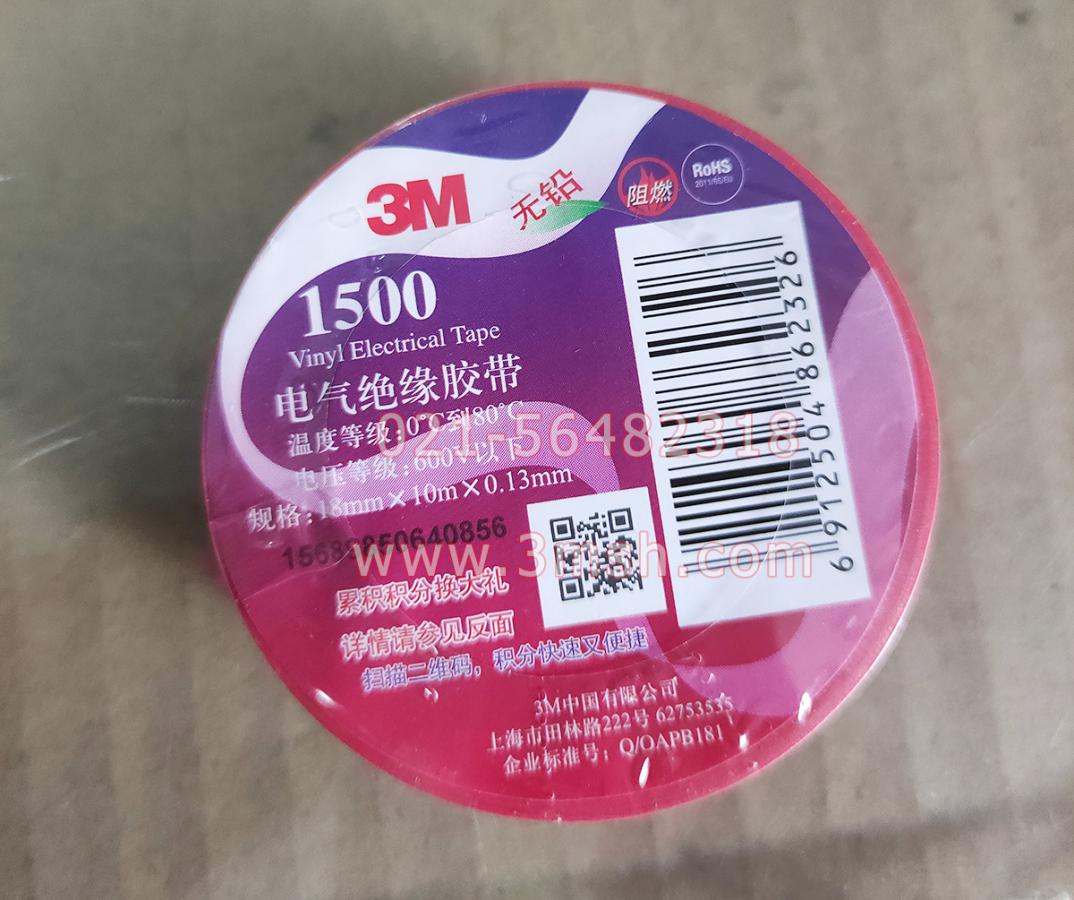 3M
无铅
阻燃
RoHS
2011/65/EU
1500
Vinyl Electrical Tape
电气绝缘胶带
温度等级:0℃到80℃
电压等级:600V以下
规格:18mm×10m×0.13mm
021-56482318
www.3msh.com
累积积分换大礼
详情请参见反面
扫描二维码，积分快速又便捷
3M中国有限公司
上海市田林路222号 62753535
企业标准号：Q/OAPB181
6912504862326